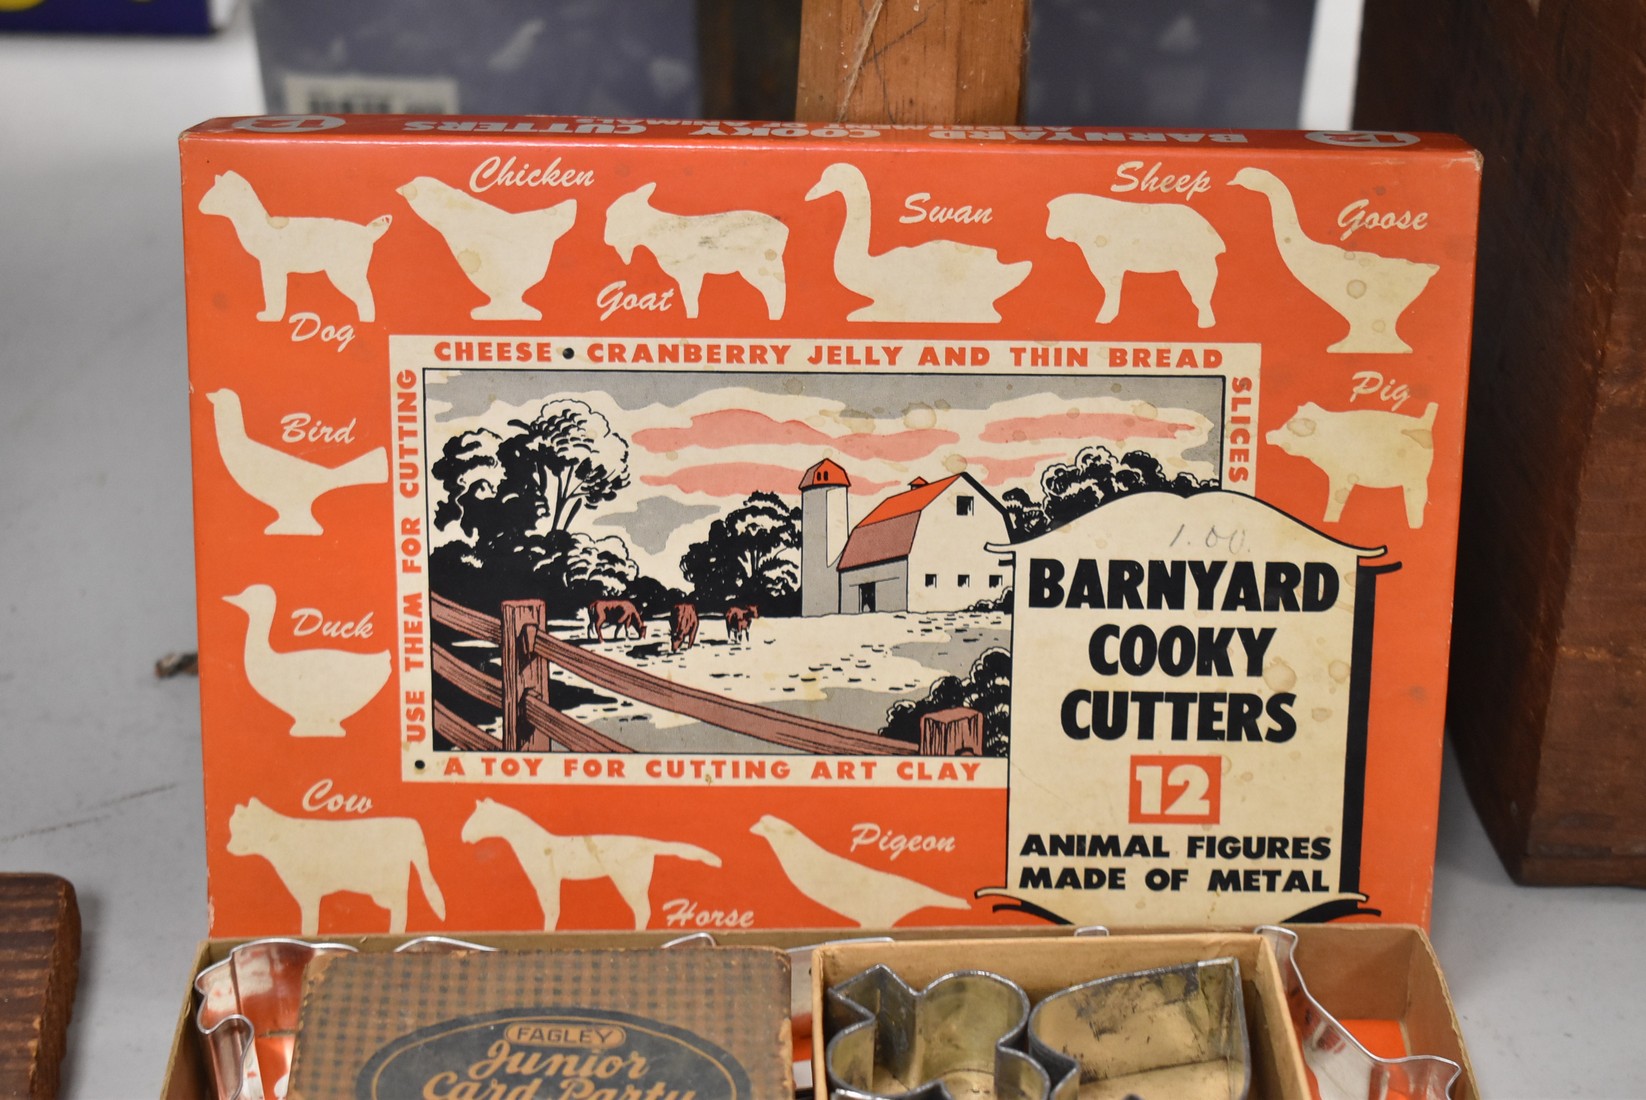 BARNYARD COOKY CUTTERS
Chicken
Sheep
Swan
Goose
Goat
Dog
CHEESE • CRANBERRY JELLY AND THIN BREAD
SLICES
USE THEM FOR CUTTING
Pig
Bird
1.00
BARNYARD
COOKY
CUTTERS
12
ANIMAL FIGURES
MADE OF METAL
Duck
• A TOY FOR CUTTING ART CLAY
Cow
Pigeon
Horse
FAGLEY
Junior
Card Party